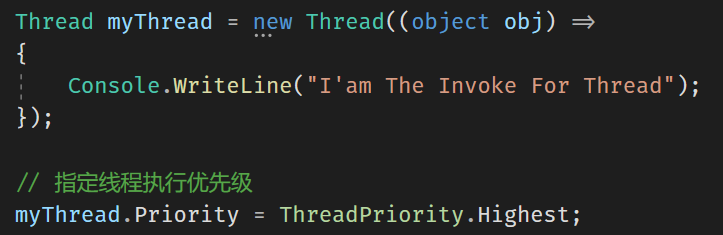 Thread myThread = new Thread((object obj) =>
{
    Console.WriteLine("I'am The Invoke For Thread");
});

// 指定线程执行优先级
myThread.Priority = ThreadPriority.Highest;